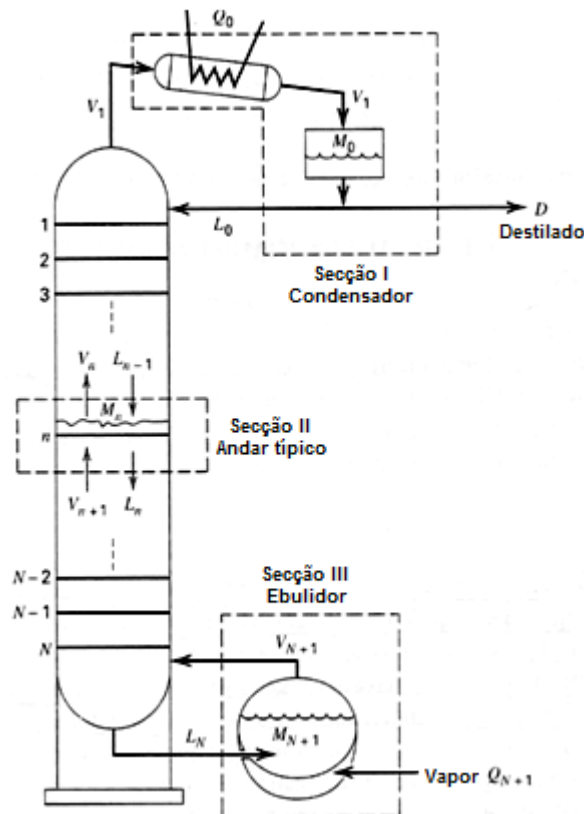 Q0
V1
V1
M0
L0
D
Destilado
Secção I
Condensador
1
2
3
Vn
Ln-1
Mn
n
Secção II
Andar típico
Vn+1
Ln
N-2
N-1
N
Secção III
Ebulidor
VN+1
MN+1
LN
Vapor QN+1